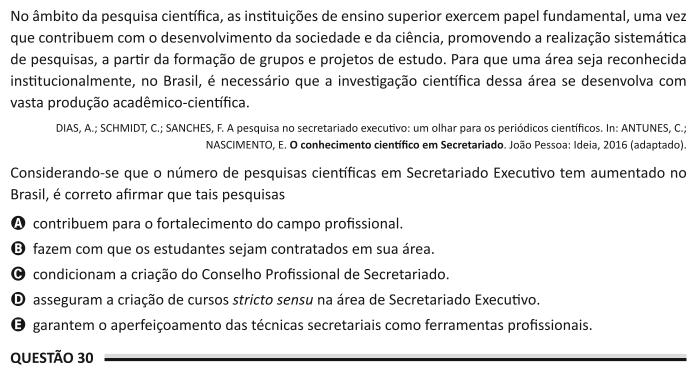 No âmbito da pesquisa científica, as instituições de ensino superior exercem papel fundamental, uma vez
que contribuem com o desenvolvimento da sociedade e da ciência, promovendo a realização sistemática
de pesquisas, a partir da formação de grupos e projetos de estudo. Para que uma área seja reconhecida
institucionalmente, no Brasil, é necessário que a investigação científica dessa área se desenvolva com
vasta produção acadêmico-científica.
DIAS, A.; SCHMIDT, C.; SANCHES, F. A pesquisa no secretariado executivo: um olhar para os periódicos científicos. In: ANTUNES, C.;
NASCIMENTO, E. O conhecimento científico em Secretariado. João Pessoa: Ideia, 2016 (adaptado).
Considerando-se que o número de pesquisas científicas em Secretariado Executivo tem aumentado no
Brasil, é correto afirmar que tais pesquisas
A contribuem para o fortalecimento do campo profissional.
B fazem com que os estudantes sejam contratados em sua área.
C condicionam a criação do Conselho Profissional de Secretariado.
D asseguram a criação de cursos stricto sensu na área de Secretariado Executivo.
E garantem o aperfeiçoamento das técnicas secretariais como ferramentas profissionais.
QUESTÃO 30